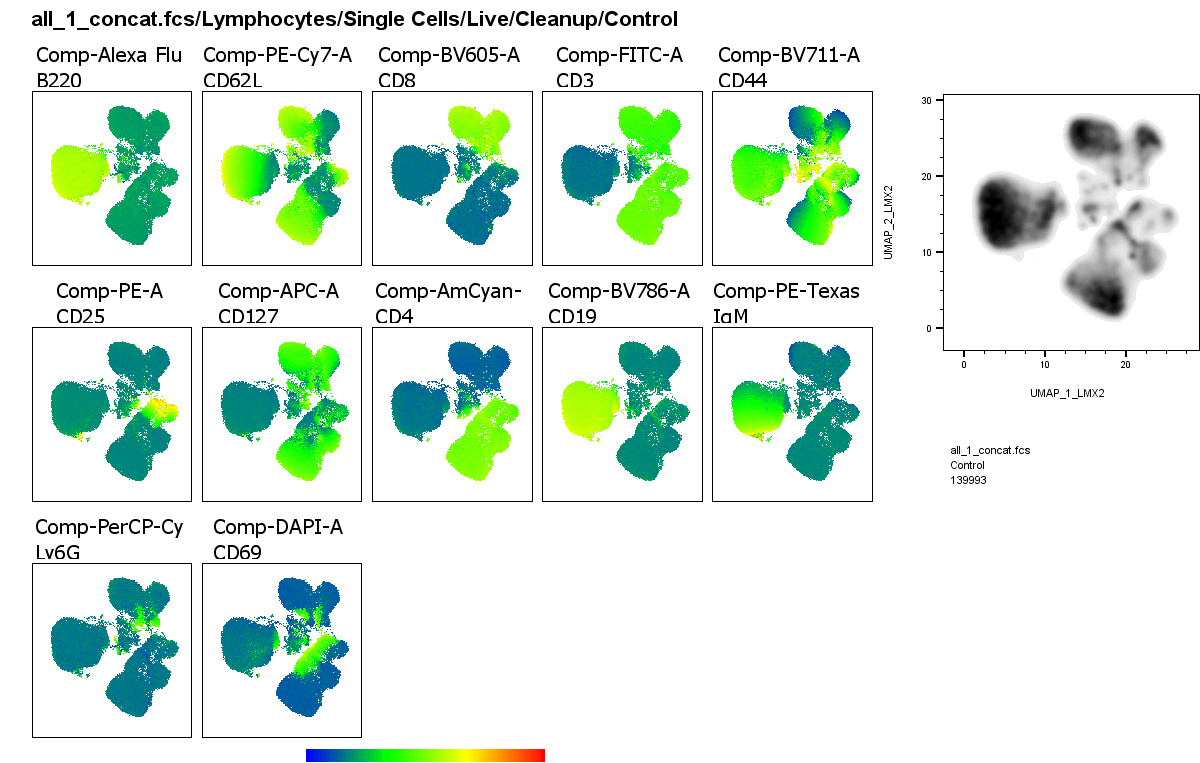 all_1_concat.fcs/Lymphocytes/Single Cells/Live/Cleanup/Control
Comp-Alexa Flu
B220
Comp-PE-Cy7-A
CD62L
Comp-BV605-A
CD8
Comp-FITC-A
CD3
Comp-BV711-A
CD44
Comp-PE-A
CD25
Comp-APC-A
CD127
Comp-AmCyan-
CD4
Comp-BV786-A
CD19
Comp-PE-Texas
IgM
Comp-PerCP-Cy
Ly6G
Comp-DAPI-A
CD69
30
20
10
0
UMAP_2_LMX2
0 10 20
UMAP_1_LMX2
all_1_concat.fcs
Control
139993